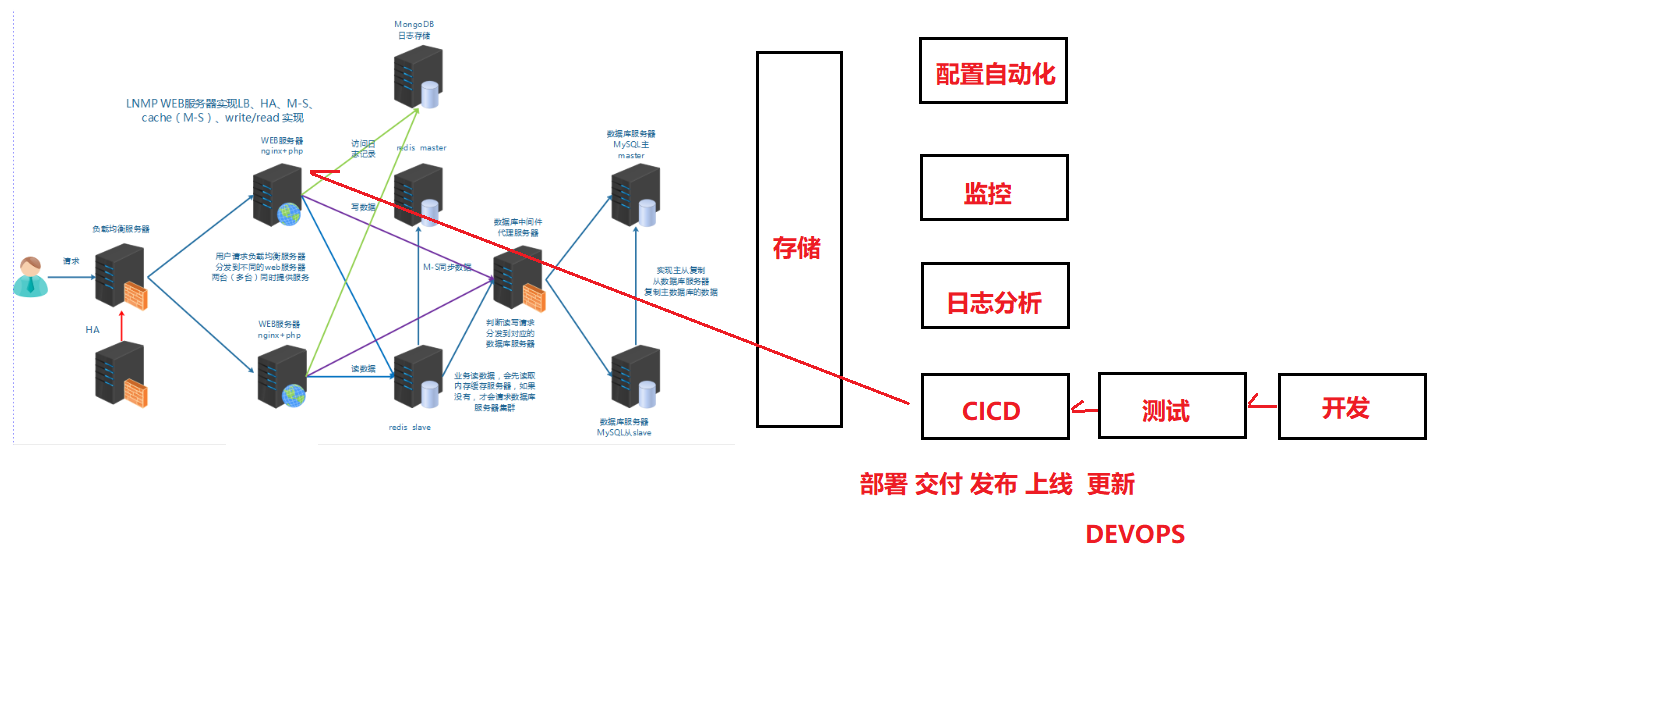 MongoDB
日志存储
LNMP WEB服务器实现LB、HA、M-S、
cache（M-S）、write/read 实现
WEB服务器
nginx+php
访问日
志记录
redis master
数据库服务器
MySQL主
master
写数据
负载均衡服务器
数据库中间件
代理服务器
请求
用户请求负载均衡服务器
分发到不同的web服务器
两台（多台）同时提供服务
M-S同步数据
实现主从复制
从数据库服务器
复制主数据库的数据
HA
WEB服务器
nginx+php
判断读写请求
分发到对应的
数据库服务器
读数据
业务读数据，会先读取
内存缓存服务器，如果
没有，才会请求数据库
服务器集群
redis slave
数据库服务器
MySQL从slave
存储
配置自动化
监控
日志分析
CICD
测试
开发
部署 交付 发布 上线 更新
DEVOPS